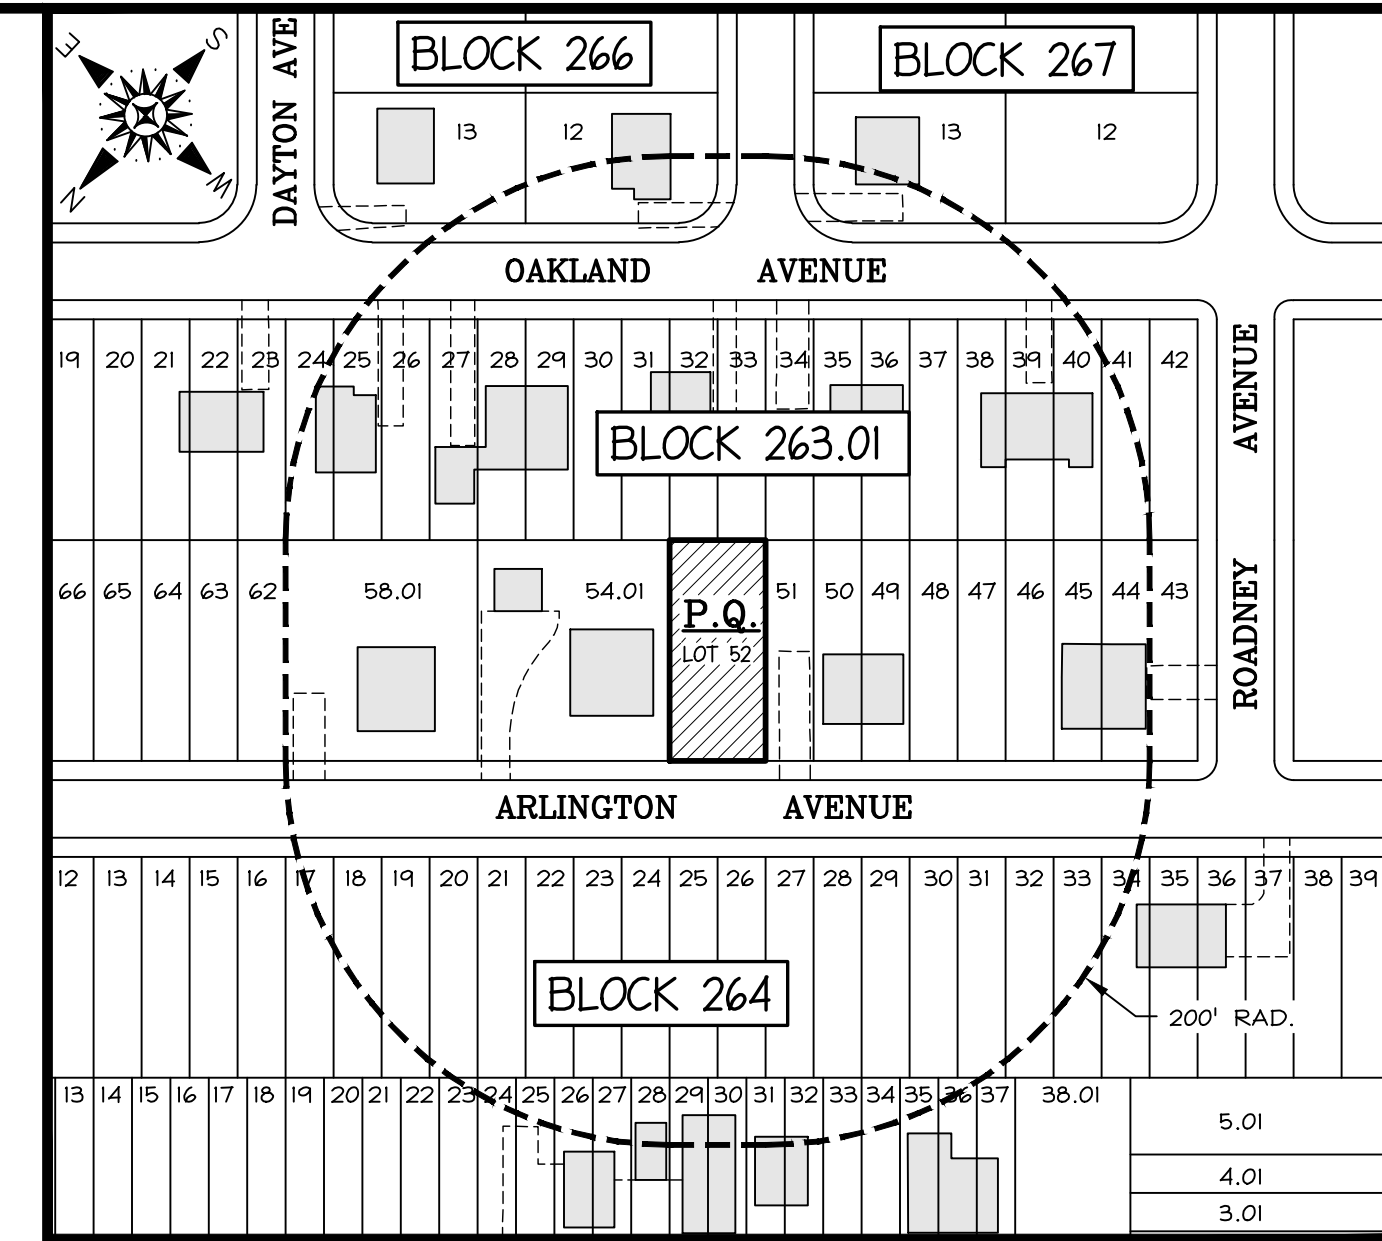 S
E
N
W
DAYTON AVE
BLOCK 266
BLOCK 267
13 12 13 12
OAKLAND AVENUE
19 20 21 22 23 24 25 26 27 28 29 30 31 32 33 34 35 36 37 38 39 40 41 42
BLOCK 263.01
ROADNEY AVENUE
66 65 64 63 62 58.01 54.01 51 50 49 48 47 46 45 44 43
P.Q.
LOT 52
ARLINGTON AVENUE
12 13 14 15 16 17 18 19 20 21 22 23 24 25 26 27 28 29 30 31 32 33 34 35 36 37 38 39
BLOCK 264
200' RAD.
13 14 15 16 17 18 19 20 21 22 23 24 25 26 27 28 29 30 31 32 33 34 35 36 37 38.01
5.01
4.01
3.01